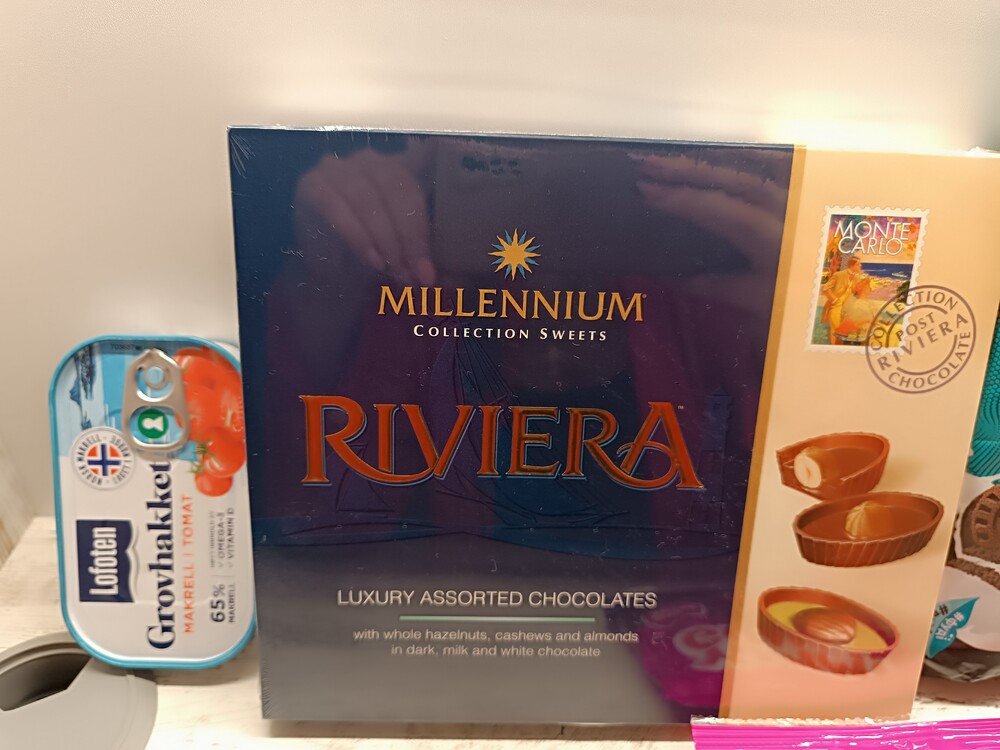 MILLENNIUM
COLLECTION SWEETS
RIVIERA
LUXURY ASSORTED CHOCOLATES
with whole hazelnuts, cashews and almonds
in dark, milk and white chocolate
MONTE
CARLO
COLLECTION
POST
RIVIERA
CHOCOLATE
Lofoten
Grovhakket
MAKRELL I TOMAT
65%
MAKRELL
OMEGA-3
VITAMIN D